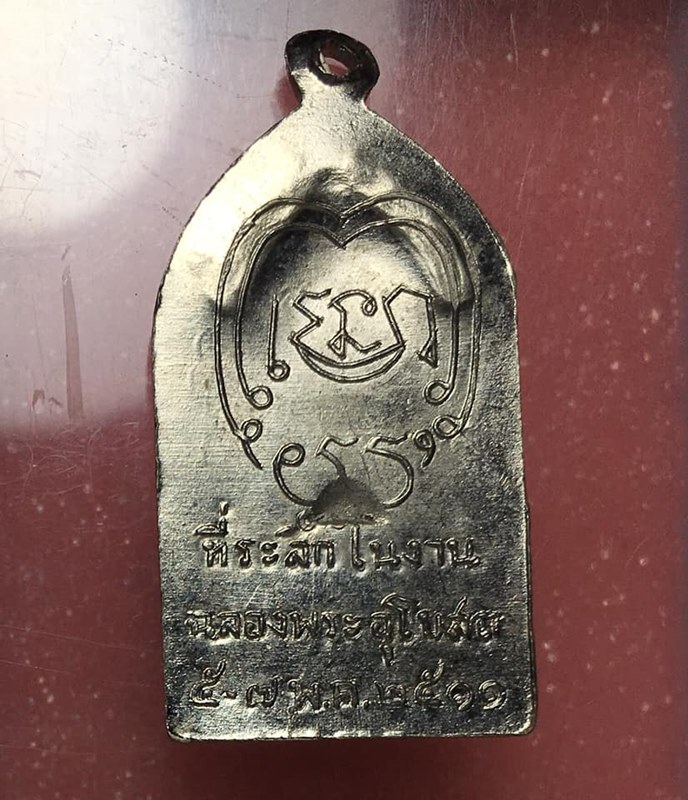 ที่ระลึกในงาน
ฉลองพระอุโบสถ
๕-๗ พ.ค. ๒๕๑๑